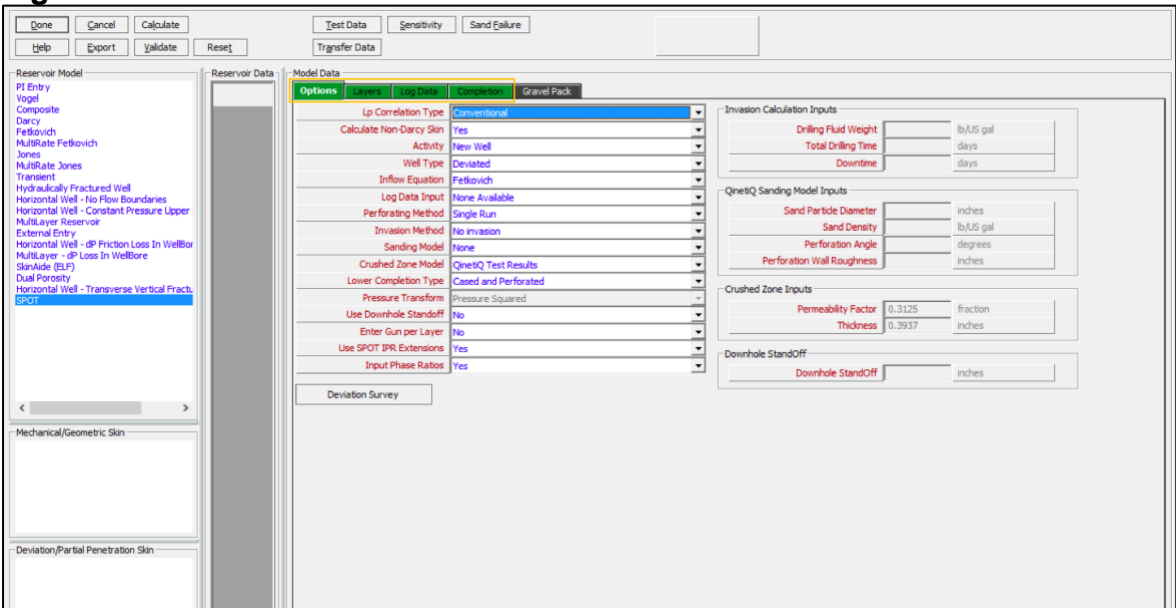 Done Cancel Calculate Test Data Sensitivity Sand Failure
Help Export Validate Reset Transfer Data
Reservoir Model
PI Entry
Vogel
Composite
Darcy
Fetkovich
MultiRate Fetkovich
Jones
MultiRate Jones
Transient
Hydraulically Fractured Well
Horizontal Well - No Flow Boundaries
Horizontal Well - Constant Pressure Upper
MultiLayer Reservoir
External Entry
Horizontal Well - dP Friction Loss In WellBor
MultiLayer - dP Loss In WellBore
SkinAide (ELF)
Dual Porosity
Horizontal Well - Transverse Vertical Fractu
SPOT
Mechanical/Geometric Skin
Deviation/Partial Penetration Skin
Reservoir Data
Model Data
Options Layers Log Data Completion Gravel Pack
Lp Correlation Type Conventional
Calculate Non-Darcy Skin Yes
Activity New Well
Well Type Deviated
Inflow Equation Fetkovich
Log Data Input None Available
Perforating Method Single Run
Invasion Method No invasion
Sanding Model None
Crushed Zone Model QinetiQ Test Results
Lower Completion Type Cased and Perforated
Pressure Transform Pressure Squared
Use Downhole Standoff No
Enter Gun per Layer No
Use SPOT IPR Extensions Yes
Input Phase Ratios Yes
Deviation Survey
Invasion Calculation Inputs
Drilling Fluid Weight lb/US gal
Total Drilling Time days
Downtime days
QinetiQ Sanding Model Inputs
Sand Particle Diameter inches
Sand Density lb/US gal
Perforation Angle degrees
Perforation Wall Roughness inches
Crushed Zone Inputs
Permeability Factor 0.3125 fraction
Thickness 0.3937 inches
Downhole StandOff
Downhole StandOff inches